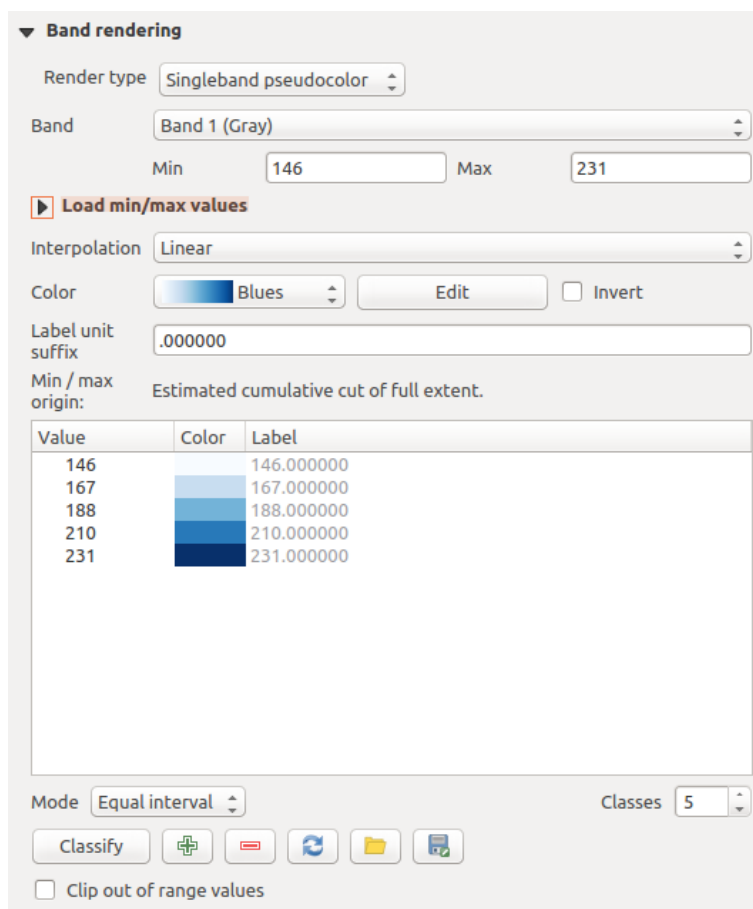 Band rendering
Render type Singleband pseudocolor
Band Band 1 (Gray)
Min 146 Max 231
Load min/max values
Interpolation Linear
Color Blues Edit Invert
Label unit
suffix .000000
Min / max
origin: Estimated cumulative cut of full extent.
Value Color Label
146 146.000000
167 167.000000
188 188.000000
210 210.000000
231 231.000000
Mode Equal interval Classes 5
Classify
Clip out of range values